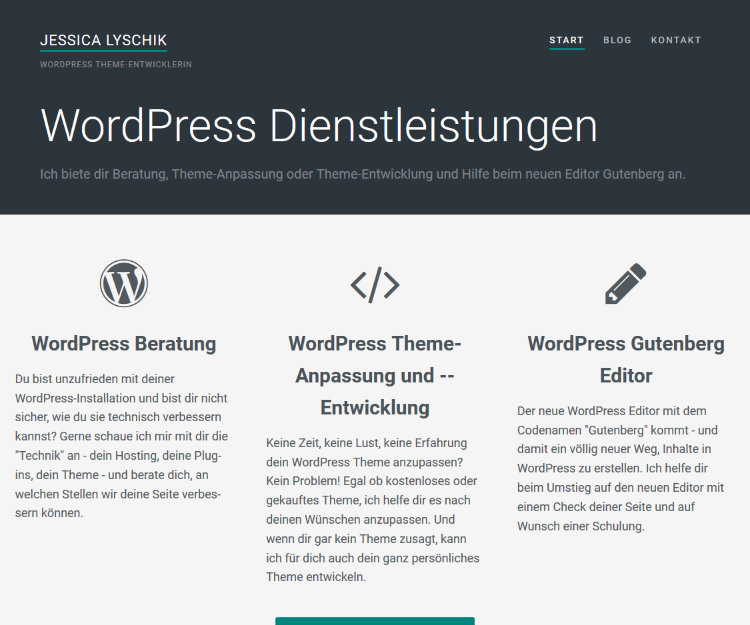 JESSICA LYSCHIK
START BLOG KONTAKT
WORDPRESS THEME-ENTWICKLERIN
WordPress Dienstleistungen
Ich biete dir Beratung, Theme-Anpassung oder Theme-Entwicklung und Hilfe beim neuen Editor Gutenberg an.
WordPress Beratung
Du bist unzufrieden mit deiner
WordPress-Installation und bist dir nicht
sicher, wie du sie technisch verbessern
kannst? Gerne schaue ich mir mit dir die
"Technik" an - dein Hosting, deine Plug-
ins, dein Theme - und berate dich, an
welchen Stellen wir deine Seite verbes-
sern können.
WordPress Theme-
Anpassung und --
Entwicklung
Keine Zeit, keine Lust, keine Erfahrung
dein WordPress Theme anzupassen?
Kein Problem! Egal ob kostenloses oder
gekauftes Theme, ich helfe dir es nach
deinen Wünschen anzupassen. Und
wenn dir gar kein Theme zusagt, kann
ich für dich auch dein ganz persönliches
Theme entwickeln.
WordPress Gutenberg
Editor
Der neue WordPress Editor mit dem
Codenamen "Gutenberg" kommt - und
damit ein völlig neuer Weg, Inhalte in
WordPress zu erstellen. Ich helfe dir
beim Umstieg auf den neuen Editor mit
einem Check deiner Seite und auf
Wunsch einer Schulung.